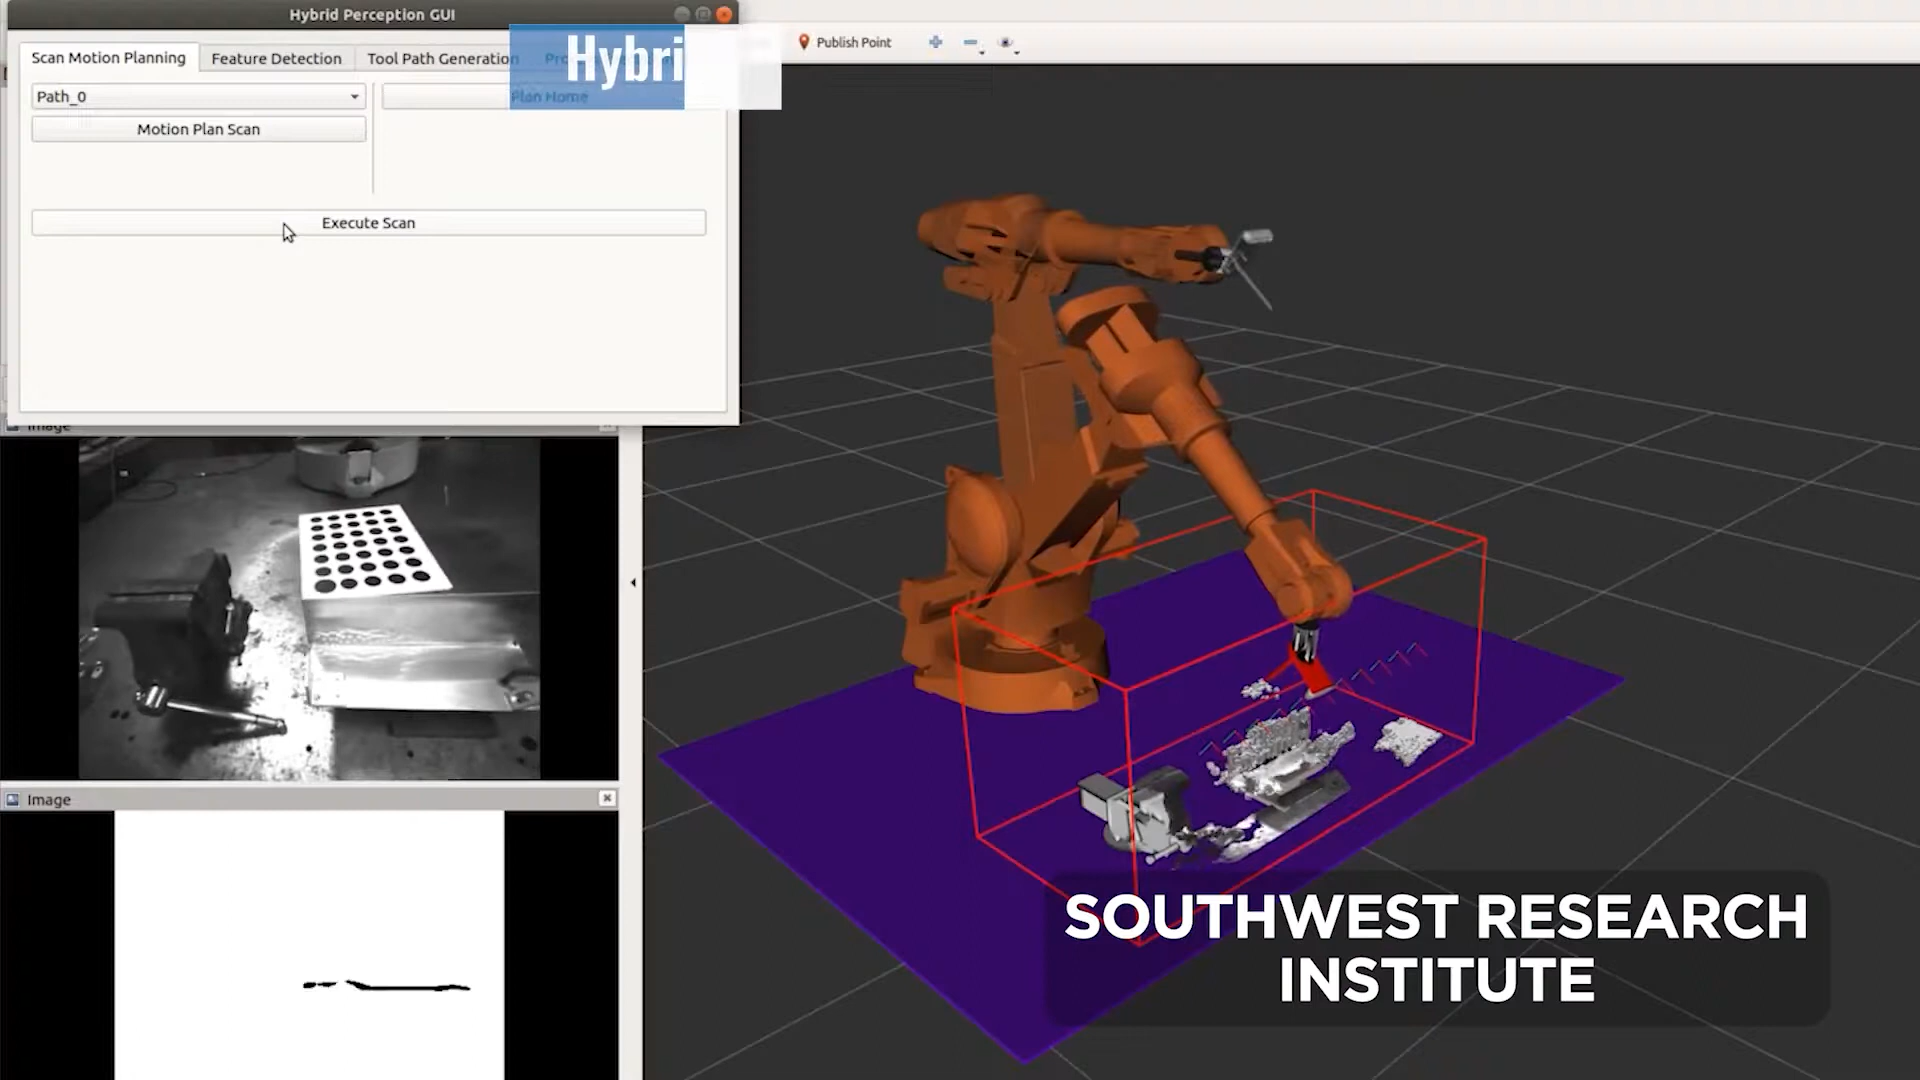 Hybrid Perception GUI
Scan Motion Planning
Feature Detection
Tool Path Generation
Hybri
Publish Point
Path_0
Plan Home
Motion Plan Scan
Execute Scan
Image
Image
SOUTHWEST RESEARCH
INSTITUTE